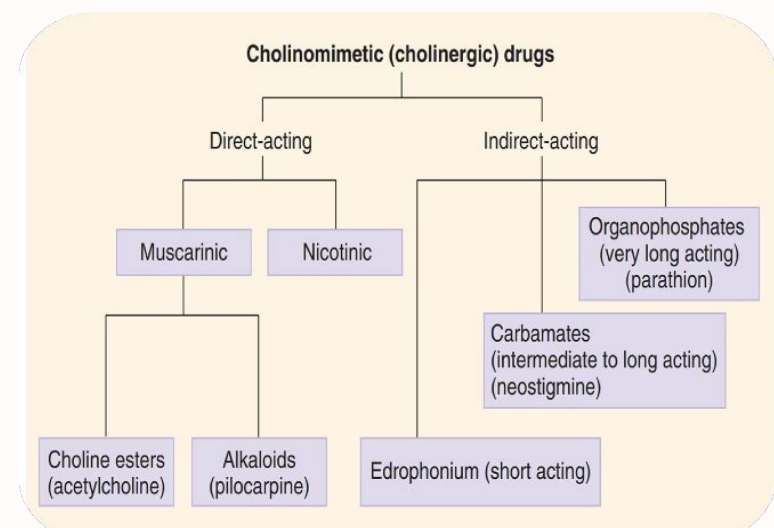 Cholinomimetic (cholinergic) drugs
Direct-acting
Indirect-acting
Muscarinic
Nicotinic
Organophosphates
(very long acting)
(parathion)
Carbamates
(intermediate to long acting)
(neostigmine)
Choline esters
(acetylcholine)
Alkaloids
(pilocarpine)
Edrophonium (short acting)